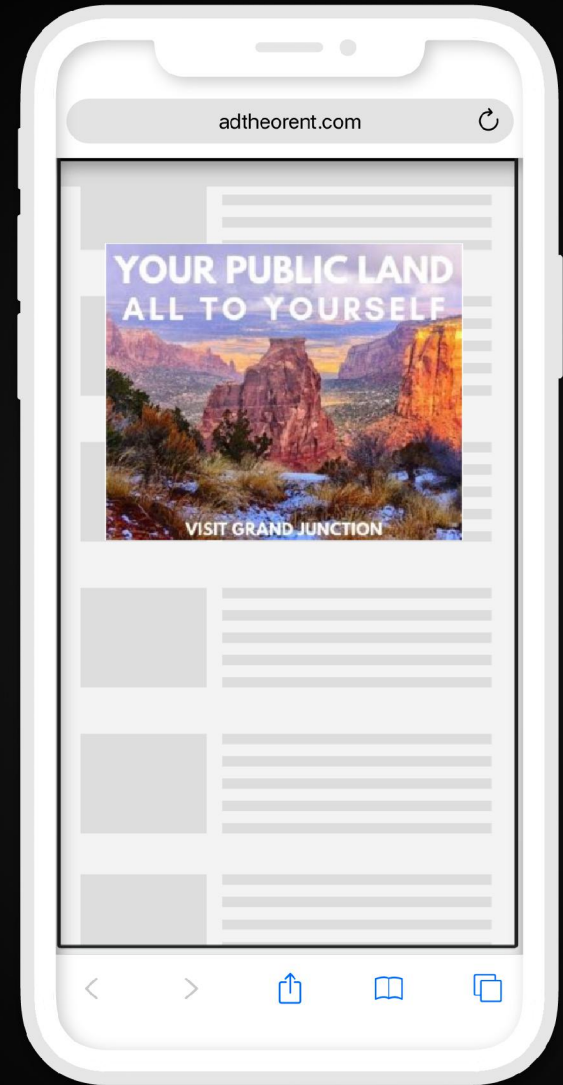 adtheorent.com
YOUR PUBLIC LAND
ALL TO YOURSELF
VISIT GRAND JUNCTION